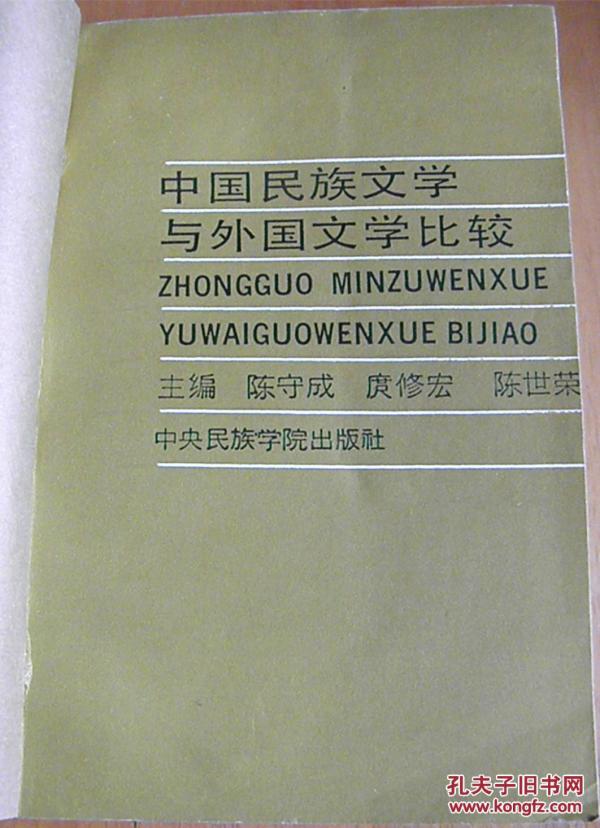 中国民族文学
与外国文学比较
ZHONGGUO MINZUWENXUE
YUWAIGUOWENXUE BIJIAO
主编 陈守成 庹修宏 陈世荣
中央民族学院出版社
孔夫子旧书网
www.kongfz.com